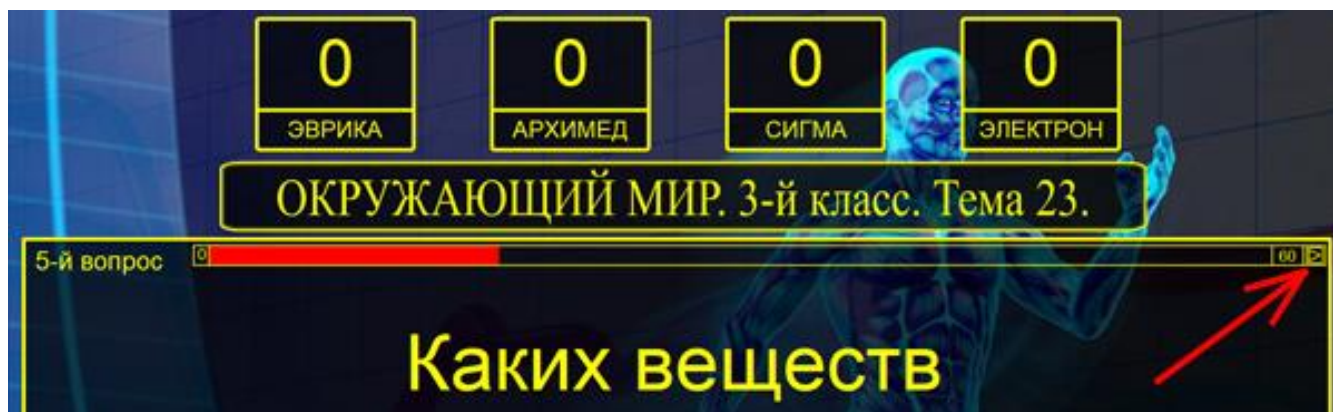 0 0 0 0
ЭВРИКА АРХИМЕД СИГМА ЭЛЕКТРОН
ОКРУЖАЮЩИЙ МИР. 3-й класс. Тема 23.
5-й вопрос 0 60 >
Каких веществ